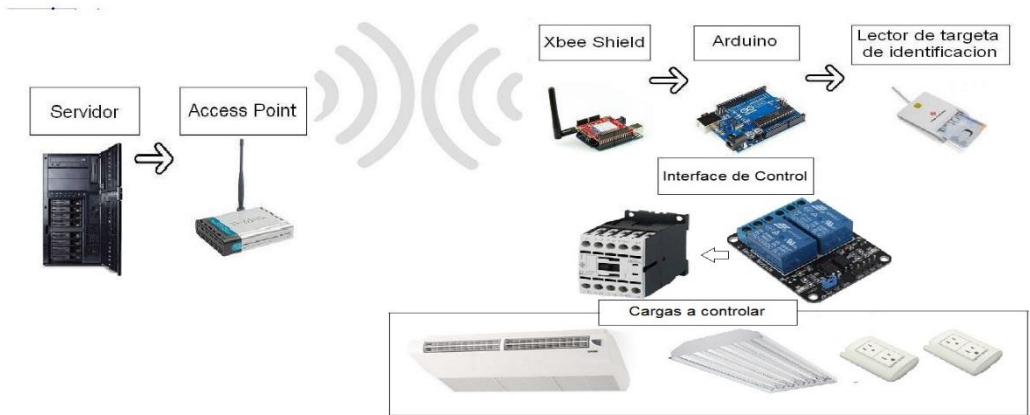 Servidor
Access Point
Xbee Shield
Arduino
Lector de targeta
de identificacion
Interface de Control
Cargas a controlar